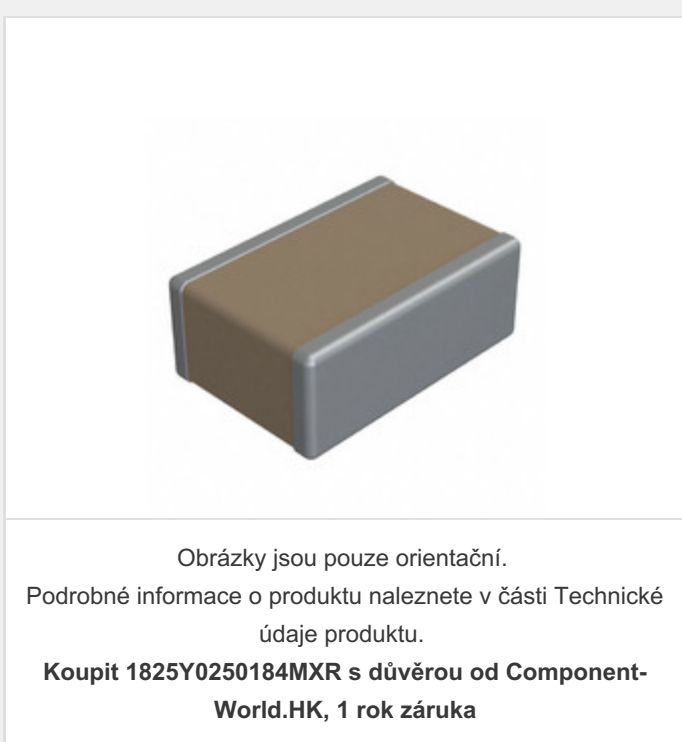 Obrázky jsou pouze orientační.
Podrobné informace o produktu naleznete v části Technické
údaje produktu.
Koupit 1825Y0250184MXR s důvěrou od Component-
World.HK, 1 rok záruka